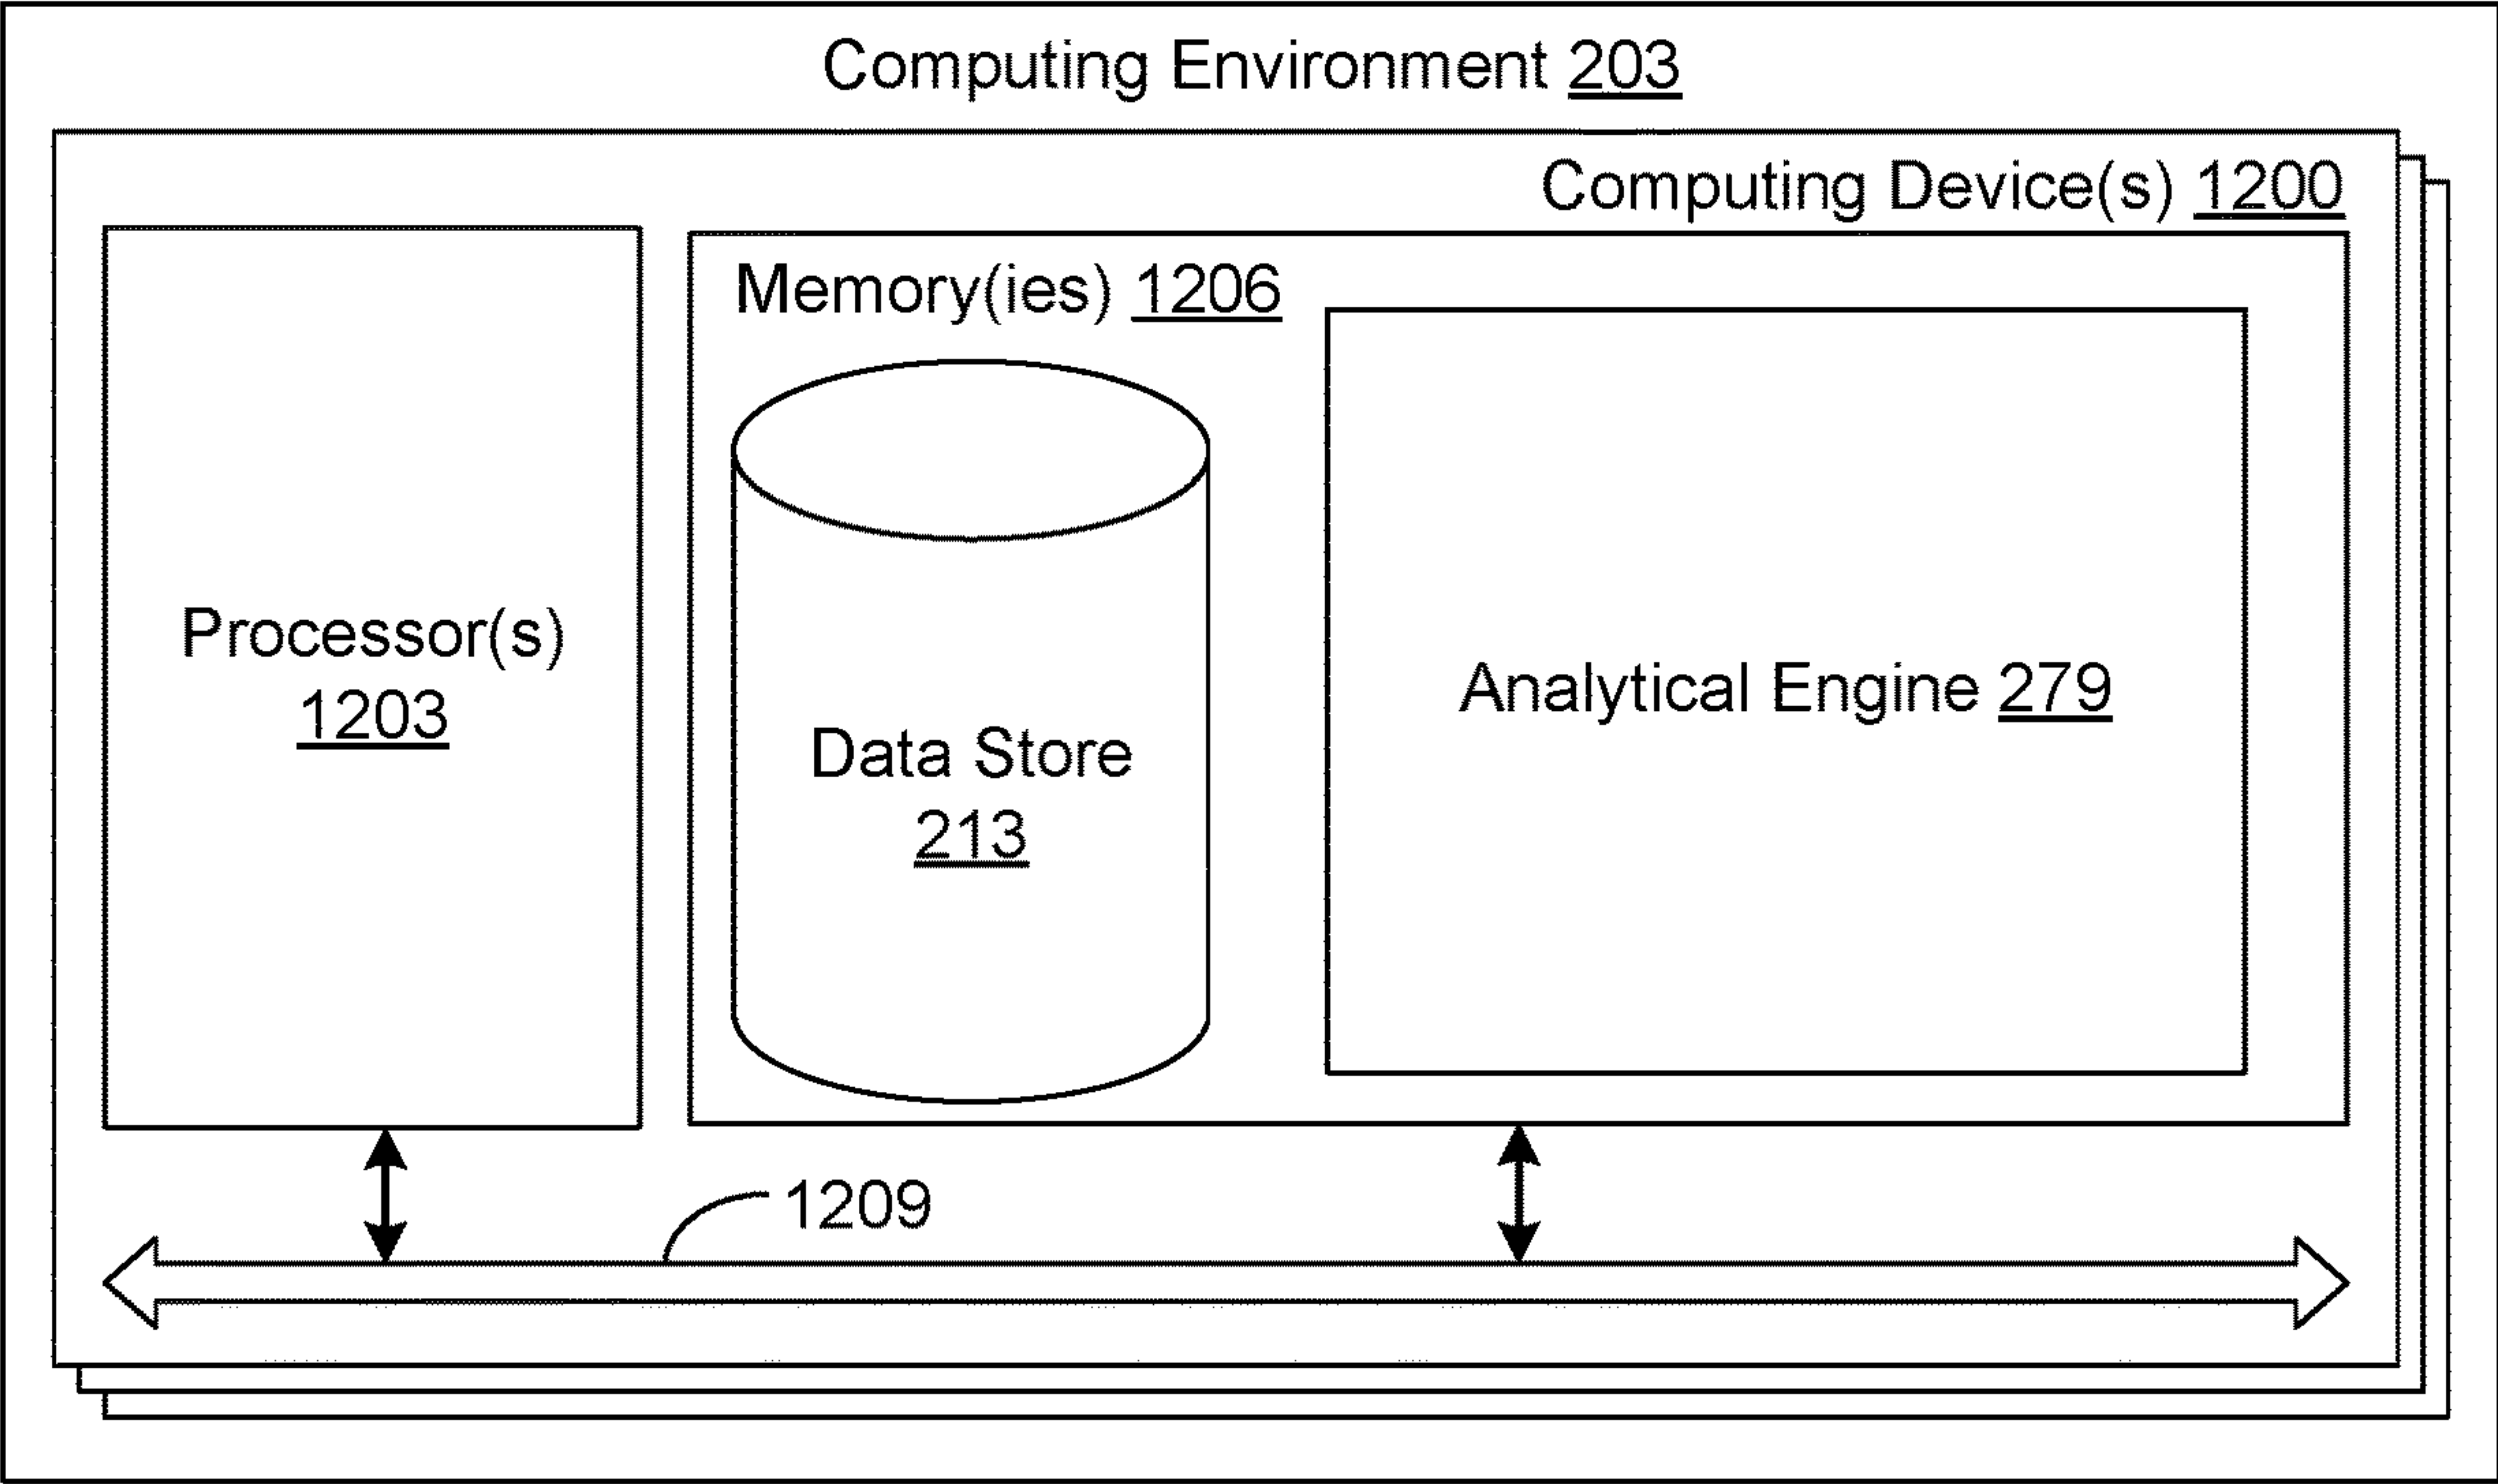 Computing Environment 203
Computing Device(s) 1200
Memory(ies) 1206
Processor(s)
1203
Data Store
213
Analytical Engine 279
1209